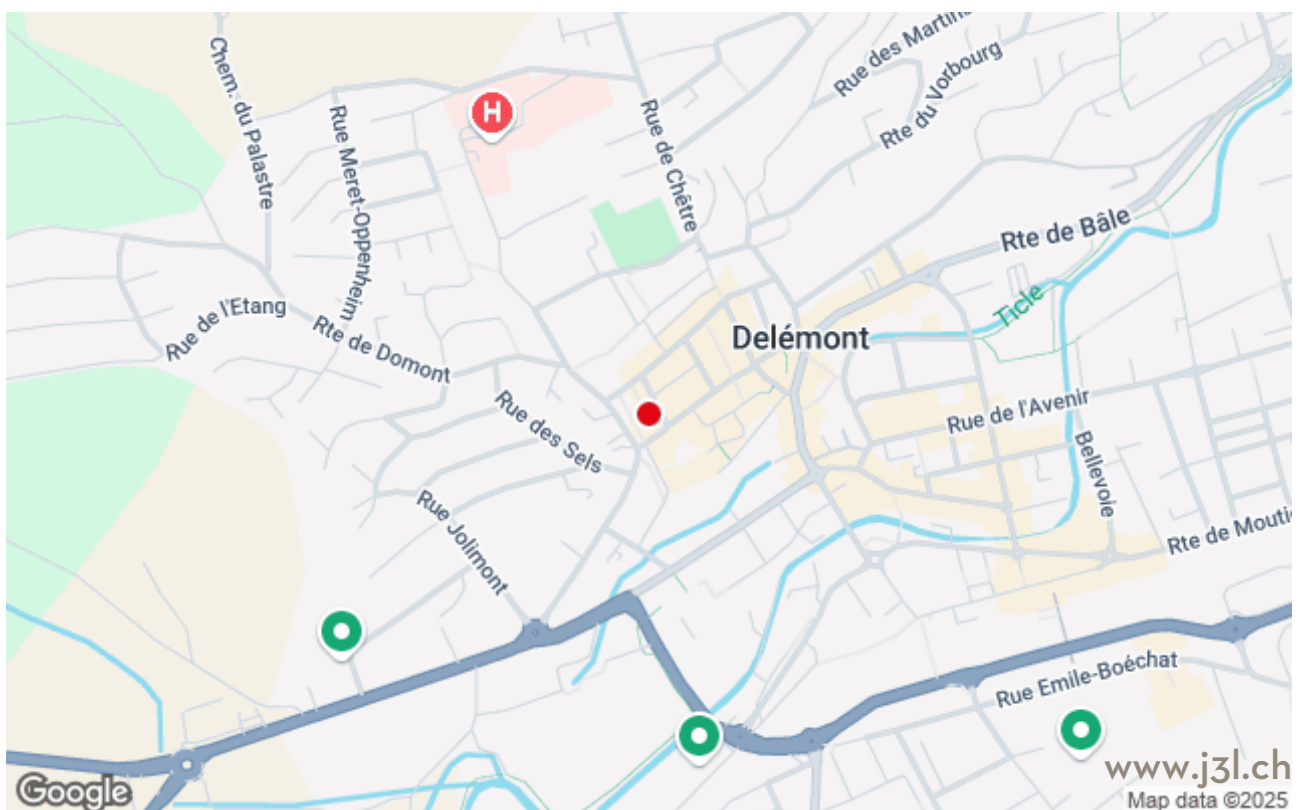 Rue des Martins
Rte du Vorbourg
Chem. du Palastre
Rue Meret-Oppenheim
H
Rue de Chêtre
Rte de Bâle
Ticle
Rue de l'Etang
Rte de Domont
Delémont
Rue des Sels
Rue de l'Avenir
Bellevoie
Rue Jolimont
Rte de Moutie
Rue Emile-Boéchat
www.j3l.ch
Google
Map data ©2025